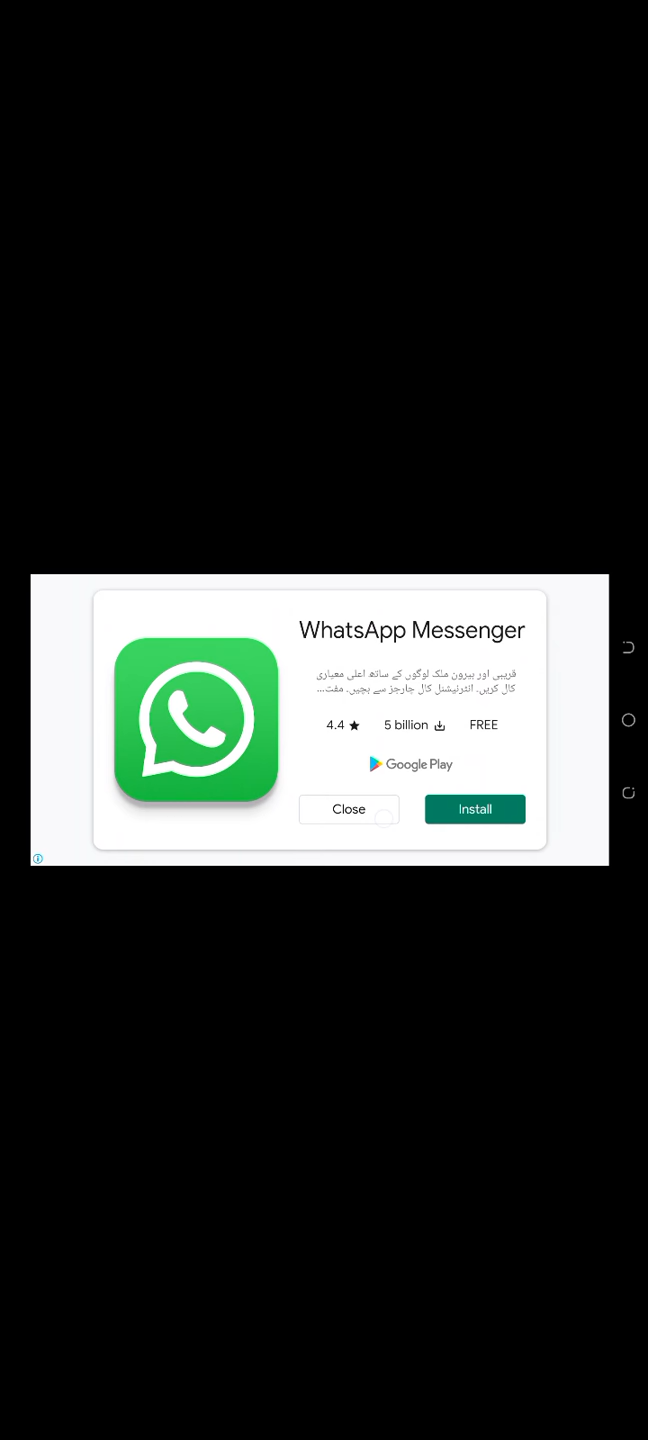 WhatsApp Messenger
قریبی اور بیرون ملک لوگوں کے ساتھ اعلی معیاری
کال کریں۔ انٹرنیشنل کال چارجز سے بچیں۔ مفت...
4.4 ★ 5 billion FREE
Google Play
Close Install